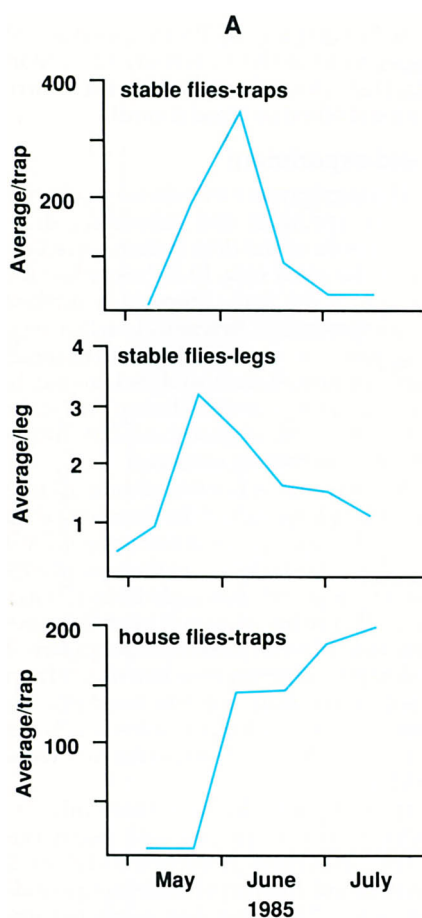 A
400
stable flies-traps
200
Average/trap
4
stable flies-legs
3
2
1
Average/leg
200
house flies-traps
100
Average/trap
May June July
1985